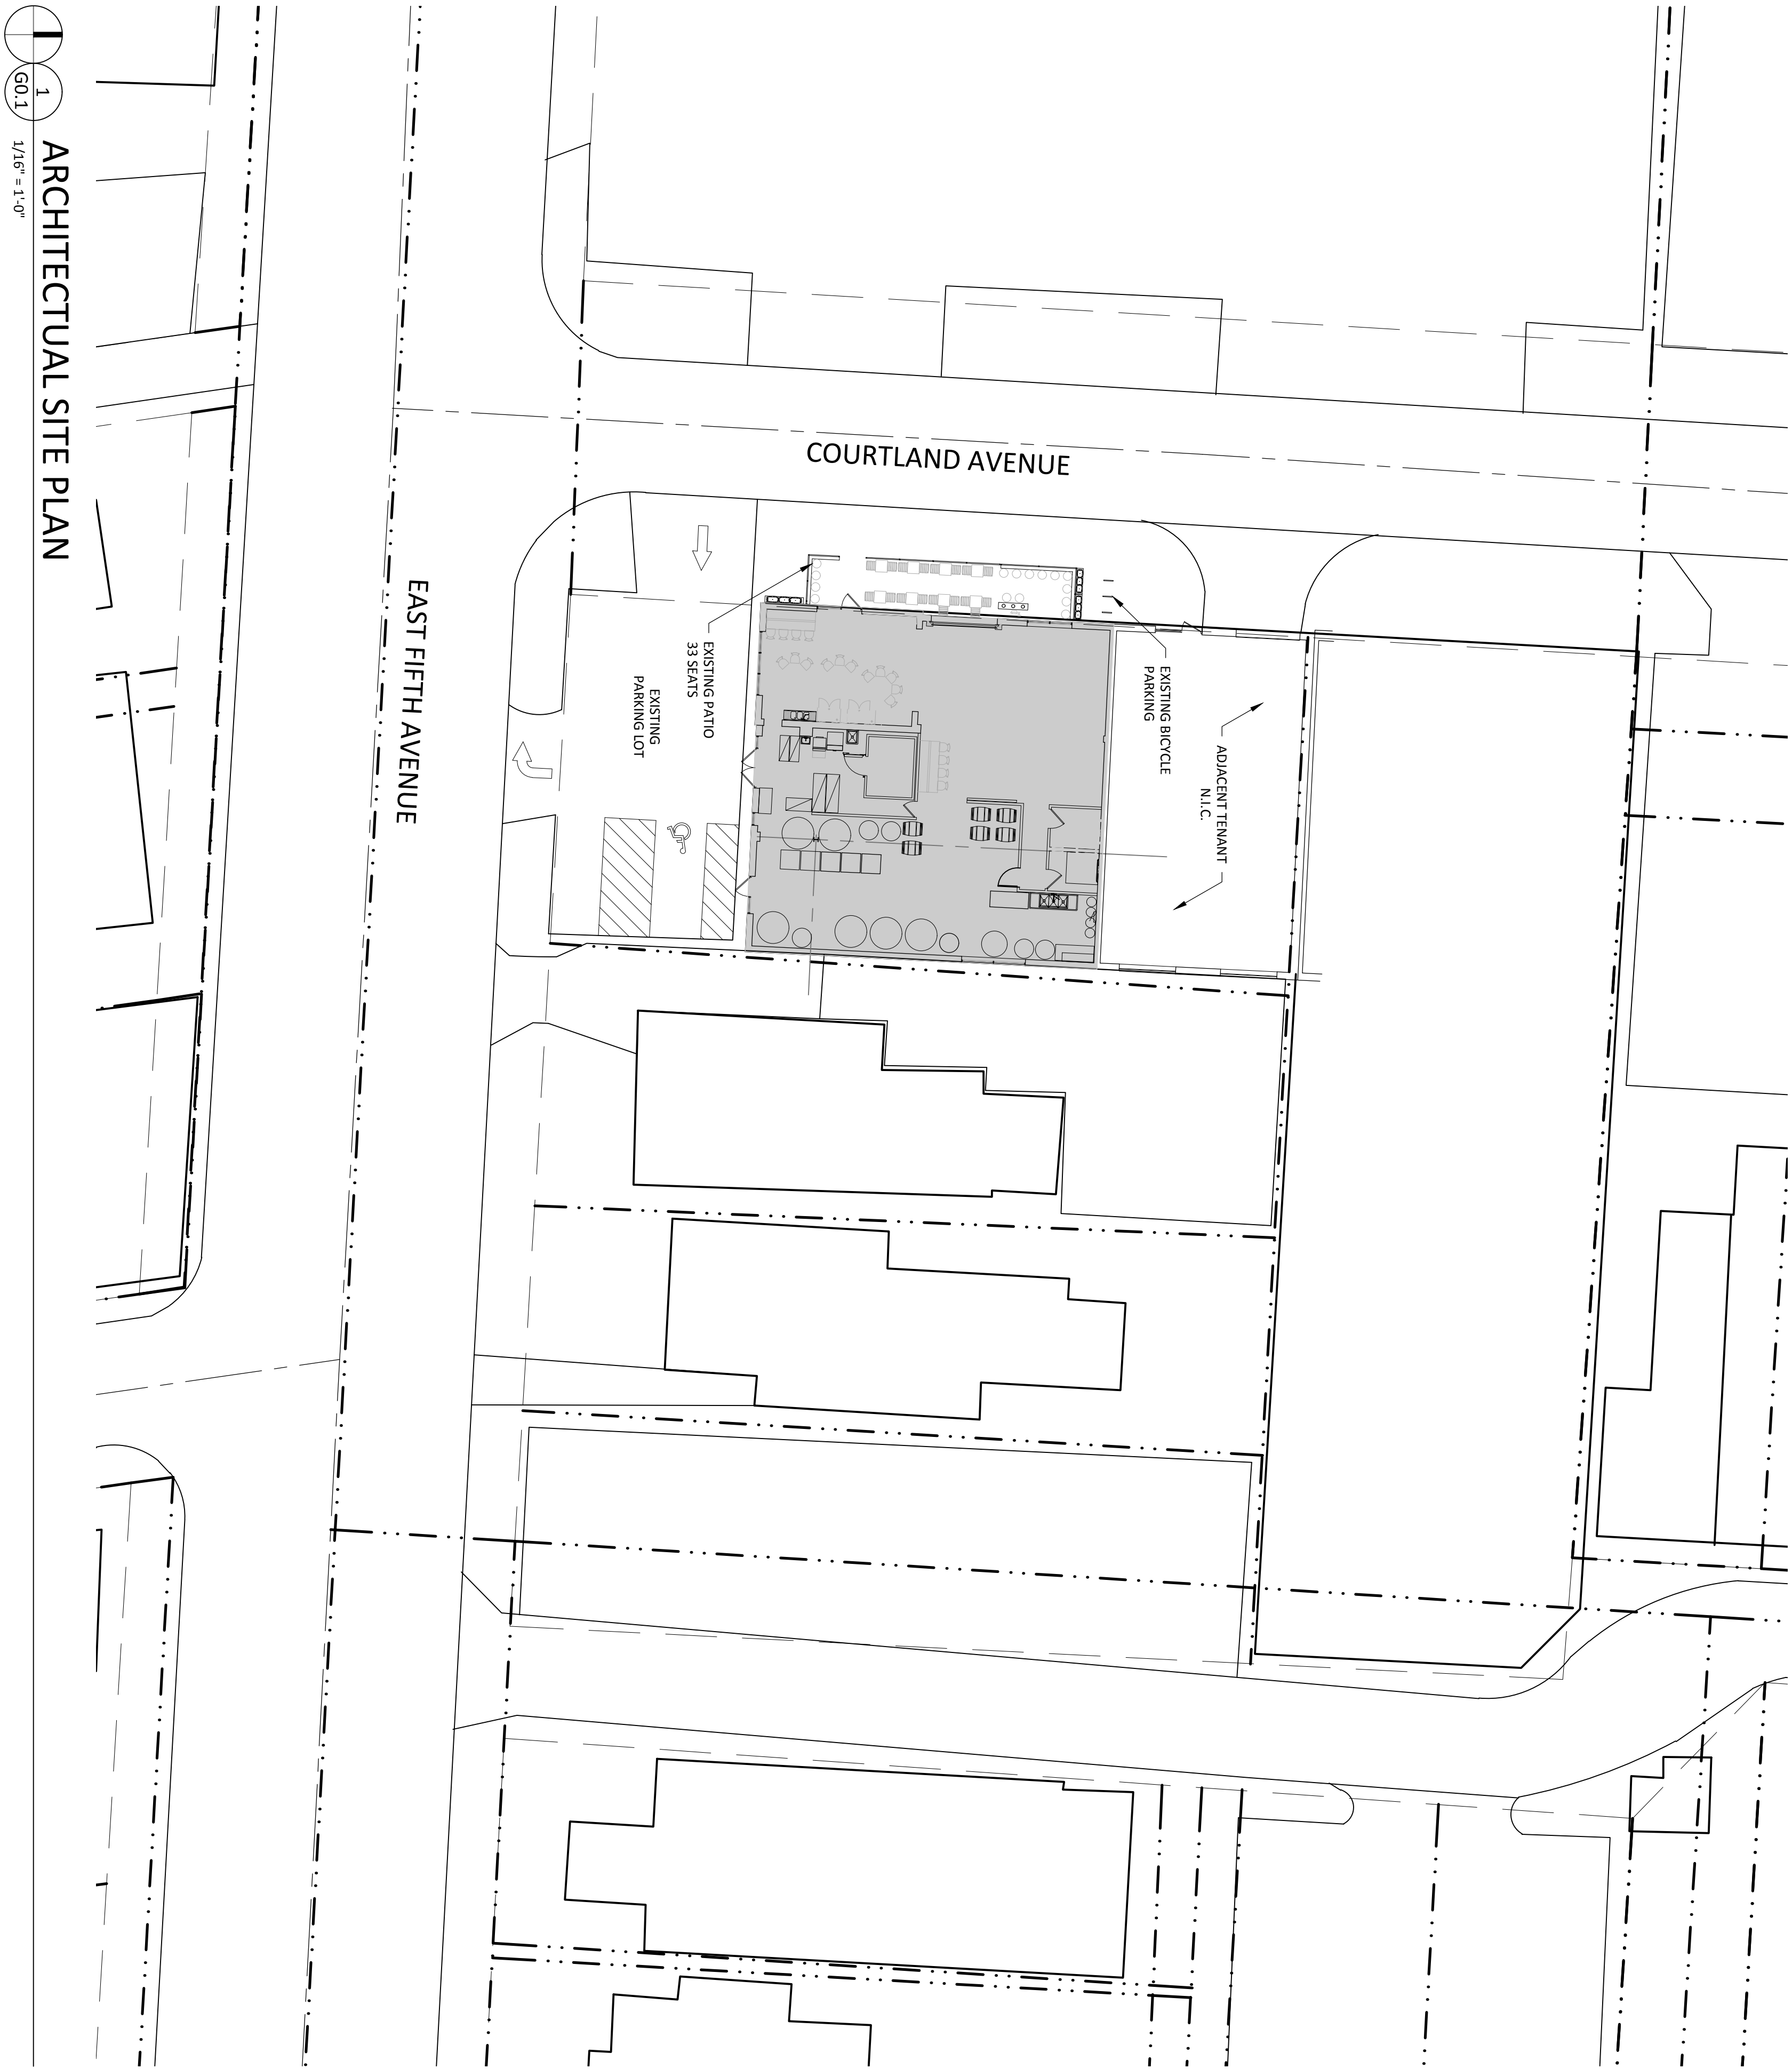 COURTLAND AVENUE
EAST FIFTH AVENUE
EXISTING BICYCLE
PARKING
ADJACENT TENANT
N.I.C.
EXISTING PATIO
33 SEATS
EXISTING
PARKING LOT
1
G0.1
ARCHITECTUAL SITE PLAN
1/16" = 1'-0"